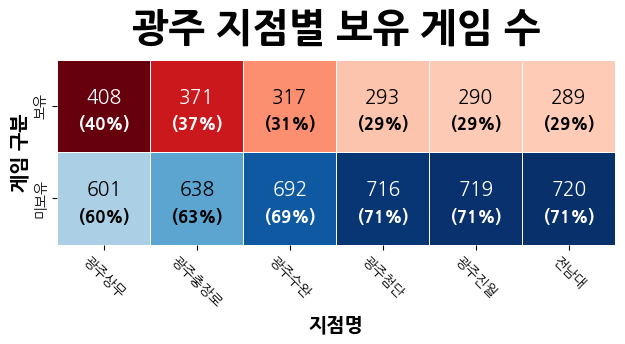 광주 지점별 보유 게임 수
게임 구분
보유
408 371 317 293 290 289
(40%) (37%) (31%) (29%) (29%) (29%)
미보유
601 638 692 716 719 720
(60%) (63%) (69%) (71%) (71%) (71%)
광주상무 광주충장로 광주수완 광주첨단 광주진월 전남대
지점명